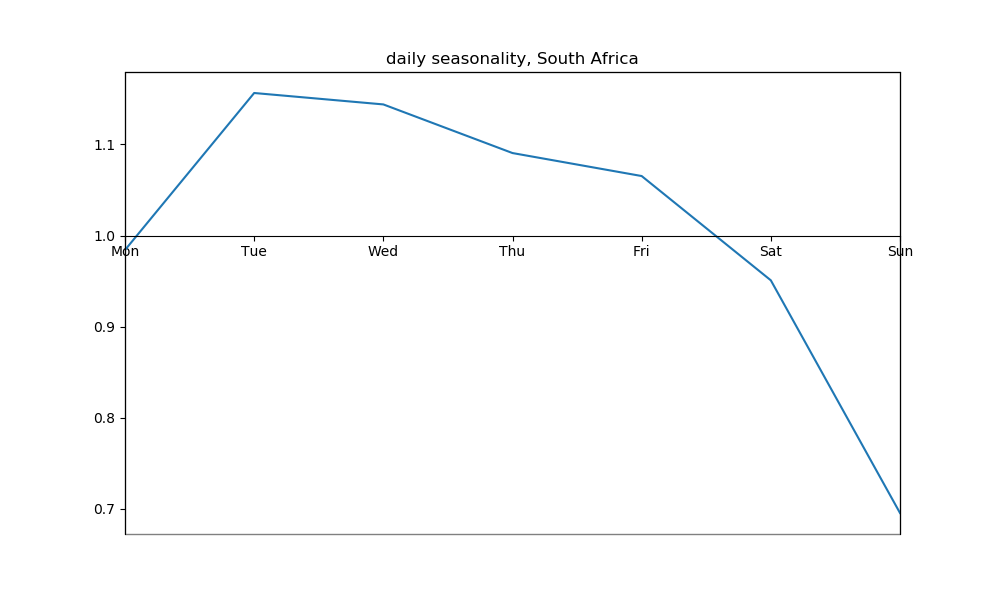 daily seasonality, South Africa
1.1
1.0
Mon Tue Wed Thu Fri Sat Sun
0.9
0.8
0.7